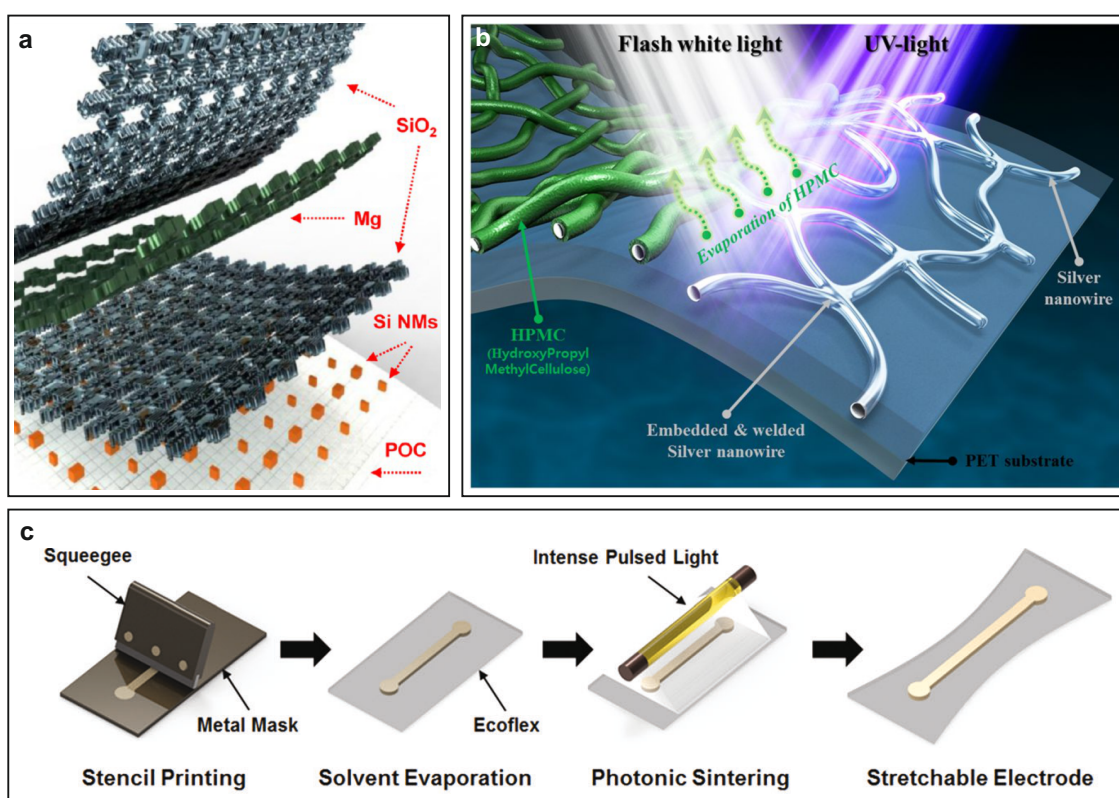 a
SiO₂
Mg
Si NMs
POC
b
Flash white light
UV-light
Evaporation of HPMC
Silver
nanowire
HPMC
(HydroxyPropyl
MethylCellulose)
Embedded & welded
Silver nanowire
PET substrate
c
Squeegee
Metal Mask
Stencil Printing
Ecoflex
Solvent Evaporation
Intense Pulsed Light
Photonic Sintering
Stretchable Electrode